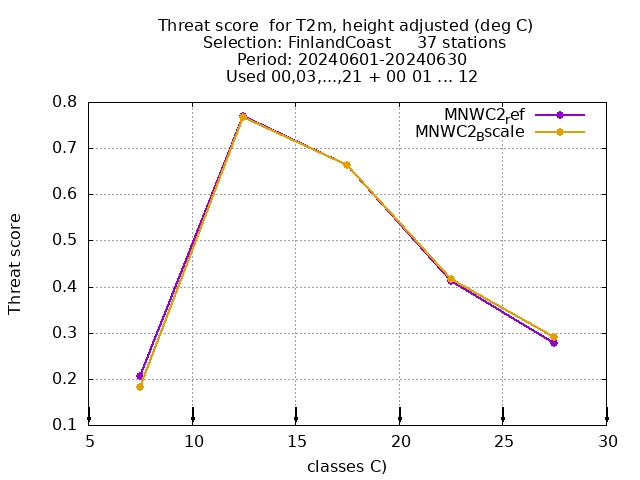 Threat score  for T2m, height adjusted (deg C)
Selection: FinlandCoast     37 stations
Period: 20240601-20240630
Used 00,03,...,21 + 00 01 ... 12
MNWC2ref
MNWC2Bscale
0.8
0.7
0.6
0.5
0.4
0.3
0.2
0.1
Threat score
5 10 15 20 25 30
classes C)